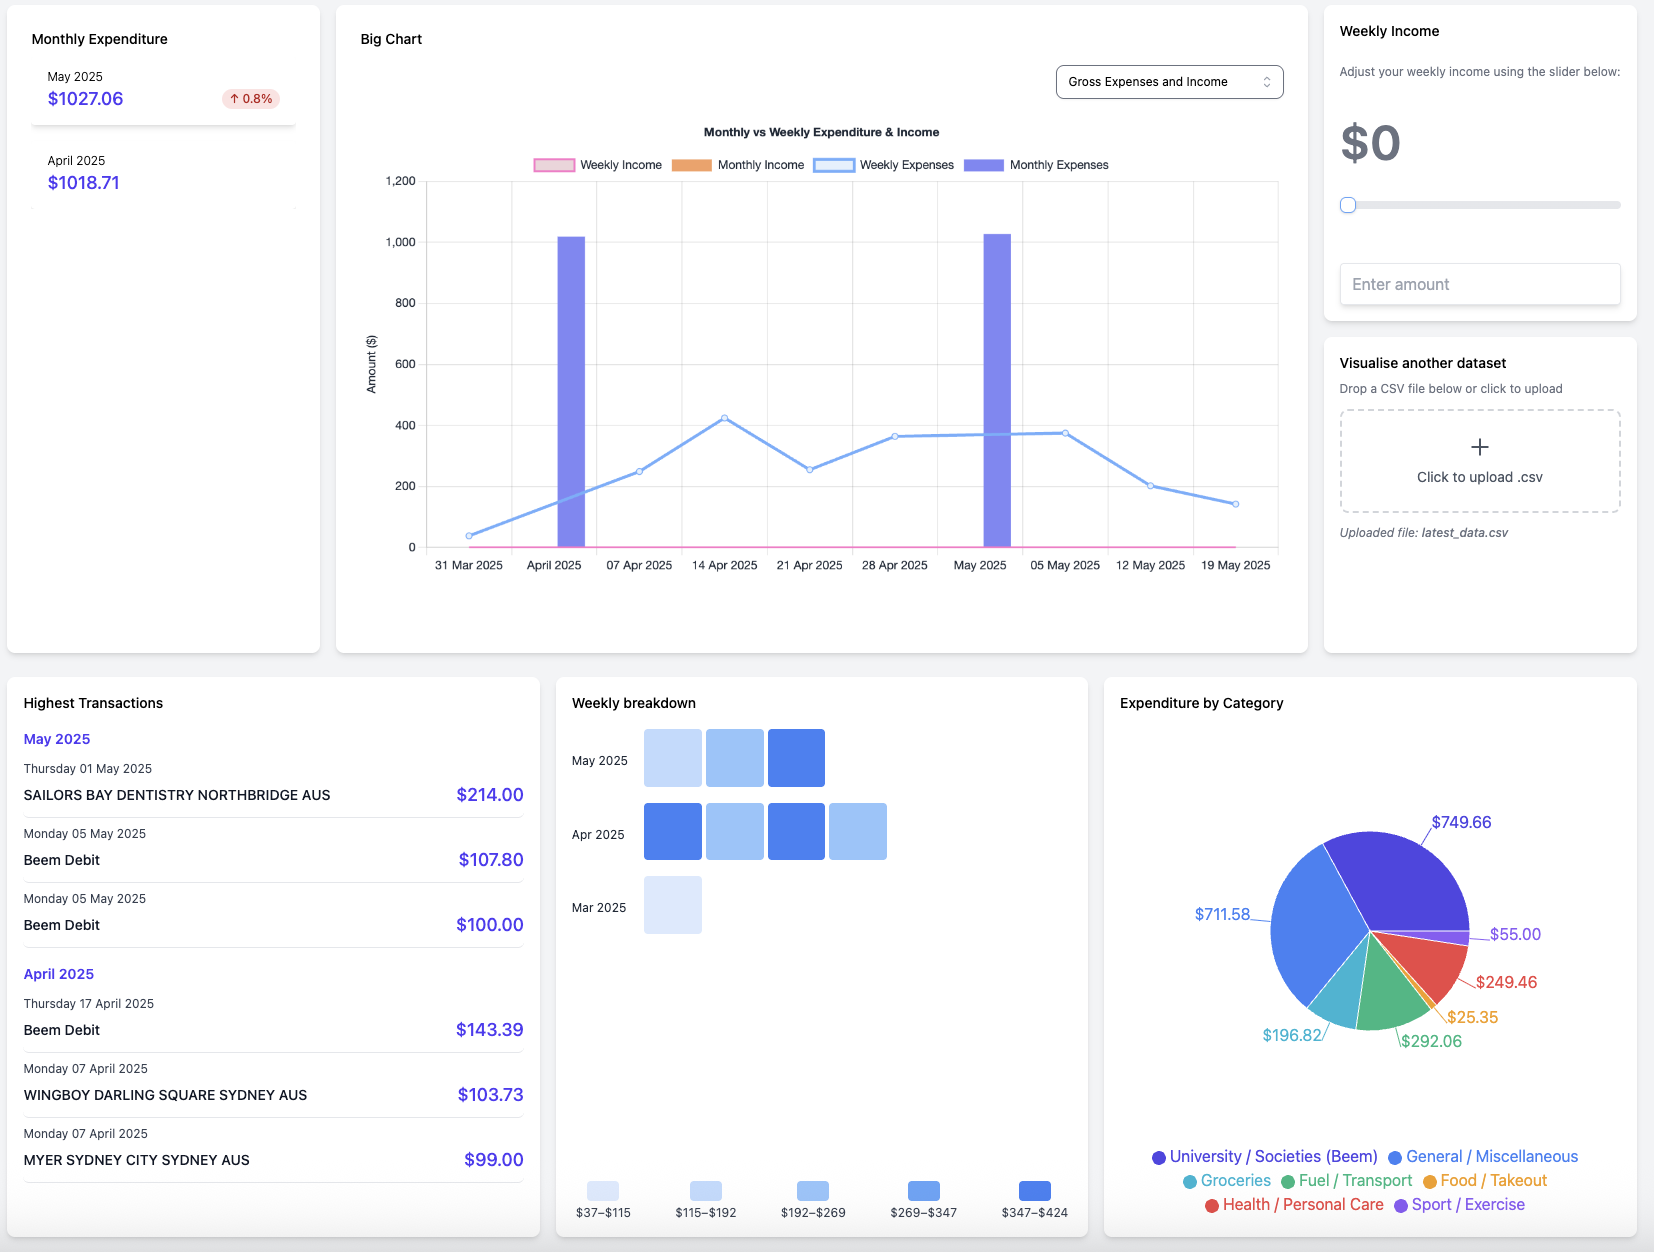 Monthly Expenditure
May 2025
$1027.06
↑ 0.8%
April 2025
$1018.71
Big Chart
Gross Expenses and Income
Monthly vs Weekly Expenditure & Income
Weekly Income
Monthly Income
Weekly Expenses
Monthly Expenses
Amount ($)
1,200
1,000
800
600
400
200
0
31 Mar 2025
April 2025
07 Apr 2025
14 Apr 2025
21 Apr 2025
28 Apr 2025
May 2025
05 May 2025
12 May 2025
19 May 2025
Weekly Income
Adjust your weekly income using the slider below:
$0
Enter amount
Visualise another dataset
Drop a CSV file below or click to upload
Click to upload .csv
Uploaded file: latest_data.csv
Highest Transactions
May 2025
Thursday 01 May 2025
SAILORS BAY DENTISTRY NORTHBRIDGE AUS
$214.00
Monday 05 May 2025
Beem Debit
$107.80
Monday 05 May 2025
Beem Debit
$100.00
April 2025
Thursday 17 April 2025
Beem Debit
$143.39
Monday 07 April 2025
WINGBOY DARLING SQUARE SYDNEY AUS
$103.73
Monday 07 April 2025
MYER SYDNEY CITY SYDNEY AUS
$99.00
Weekly breakdown
May 2025
Apr 2025
Mar 2025
$37–$115
$115–$192
$192–$269
$269–$347
$347–$424
Expenditure by Category
$749.66
$711.58
$55.00
$249.46
$25.35
$196.82
$292.06
University / Societies (Beem)
General / Miscellaneous
Groceries
Fuel / Transport
Food / Takeout
Health / Personal Care
Sport / Exercise